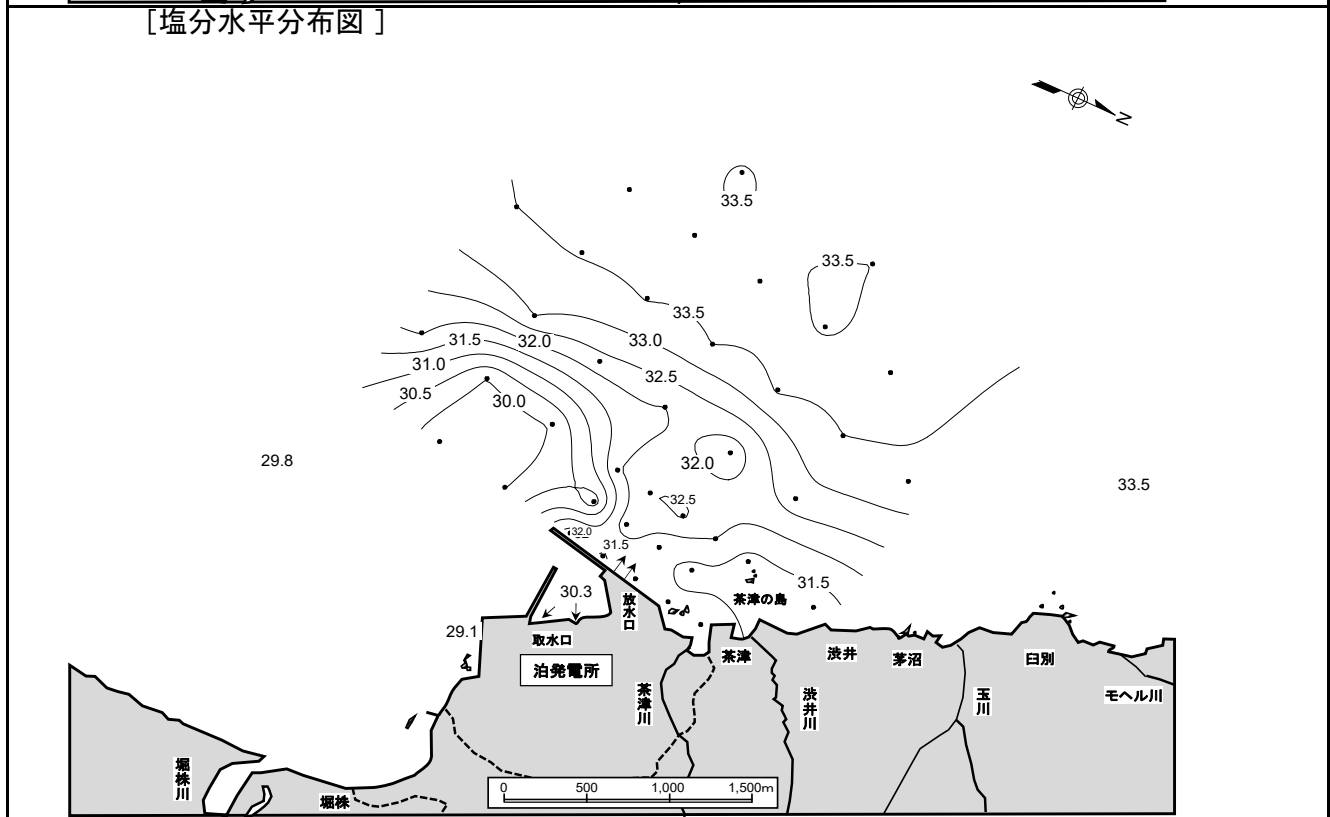 [塩分水平分布図 ]
N
33.5
33.5
33.5
33.0
32.5
32.0
31.5
31.0
30.5
30.0
32.0
32.5
29.8
33.5
32.0
31.5
31.5
30.3
29.1
放水口
取水口
泊発電所
茶津の島
茶津
渋井
茅沼
臼別
茶津川
渋井川
玉川
モヘル川
堀株川
堀株
0 500 1,000 1,500m